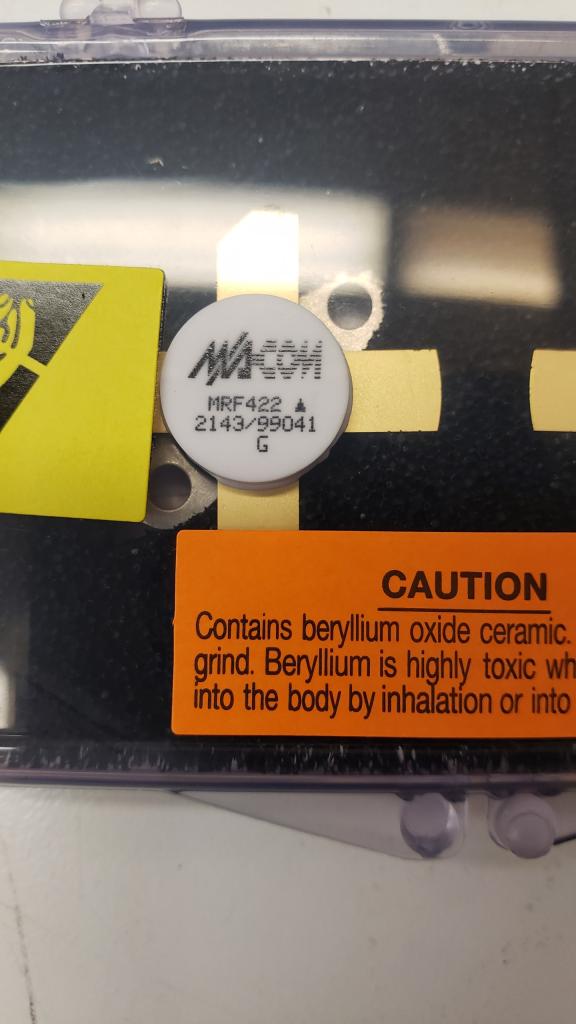 M/ACOM
MRF422 ▲
2143/99041
G
CAUTION
Contains beryllium oxide ceramic.
grind. Beryllium is highly toxic wh
into the body by inhalation or into